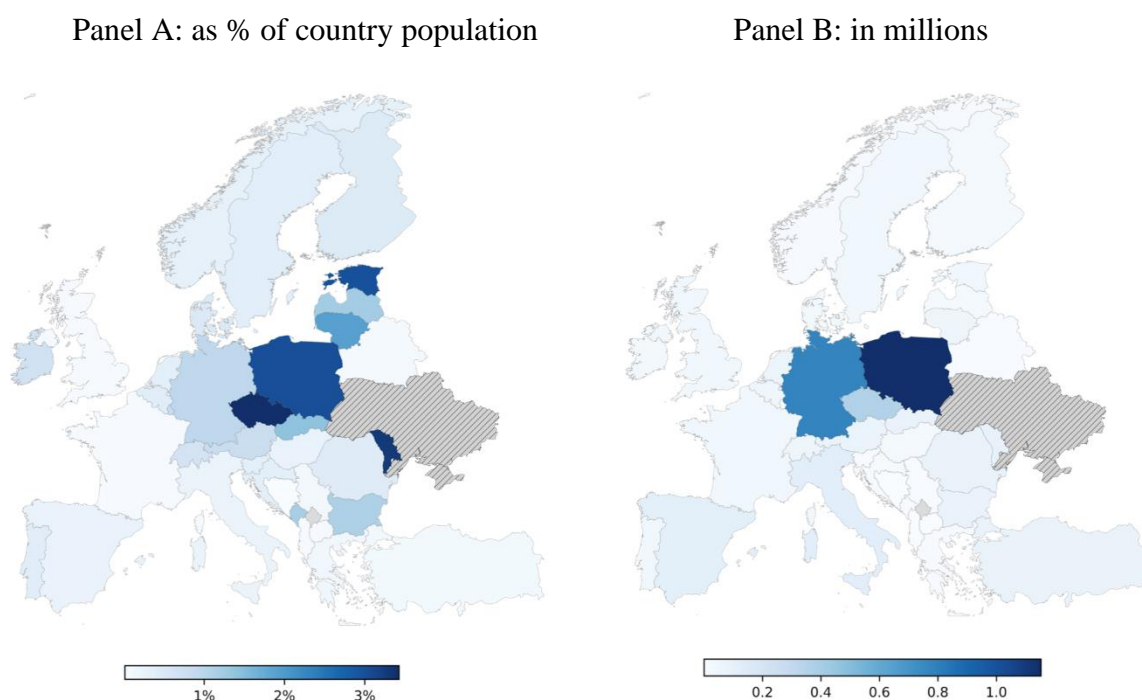 Panel A: as % of country population
Panel B: in millions
1% 2% 3%
0.2 0.4 0.6 0.8 1.0